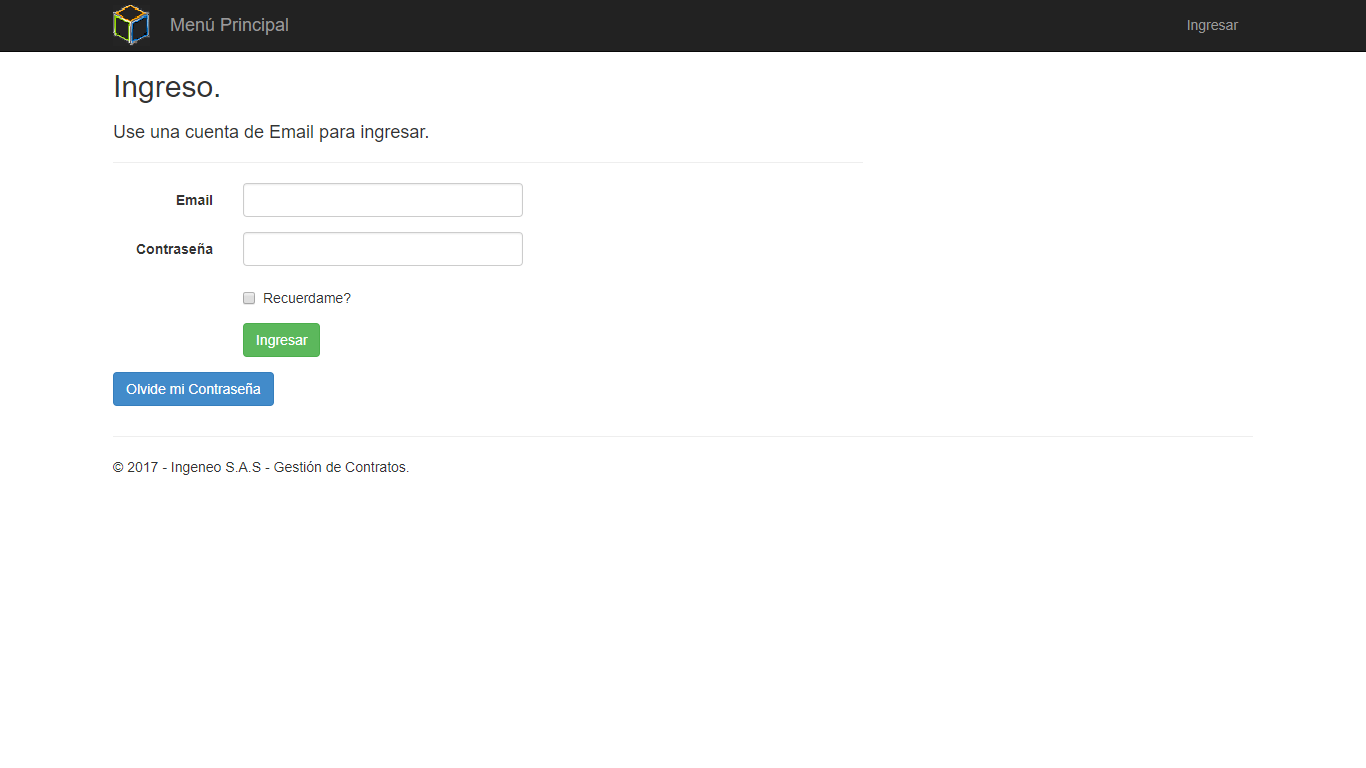 Menú Principal
Ingresar
Ingreso.
Use una cuenta de Email para ingresar.
Email
Contraseña
Recuerdame?
Ingresar
Olvide mi Contraseña
© 2017 - Ingeneo S.A.S - Gestión de Contratos.